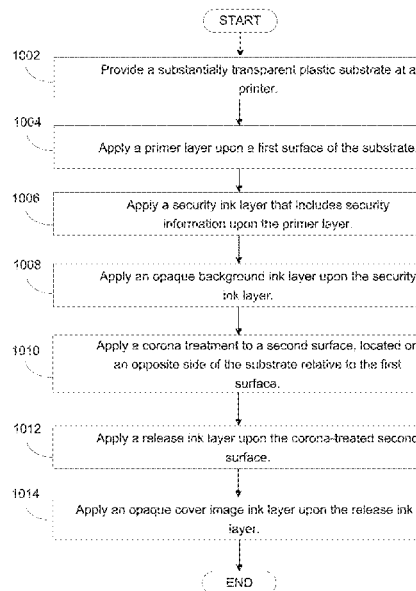 START
1002
Provide a substantially transparent plastic substrate at a
printer.
1004
Apply a primer layer upon a first surface of the substrate.
1006
Apply a security ink layer that includes security
information upon the primer layer.
1008
Apply an opaque background ink layer upon the security
ink layer.
1010
Apply a corona treatment to a second surface, located on
an opposite side of the substrate relative to the first
surface.
1012
Apply a release ink layer upon the corona-treated second
surface.
1014
Apply an opaque cover image ink layer upon the release ink
layer.
END